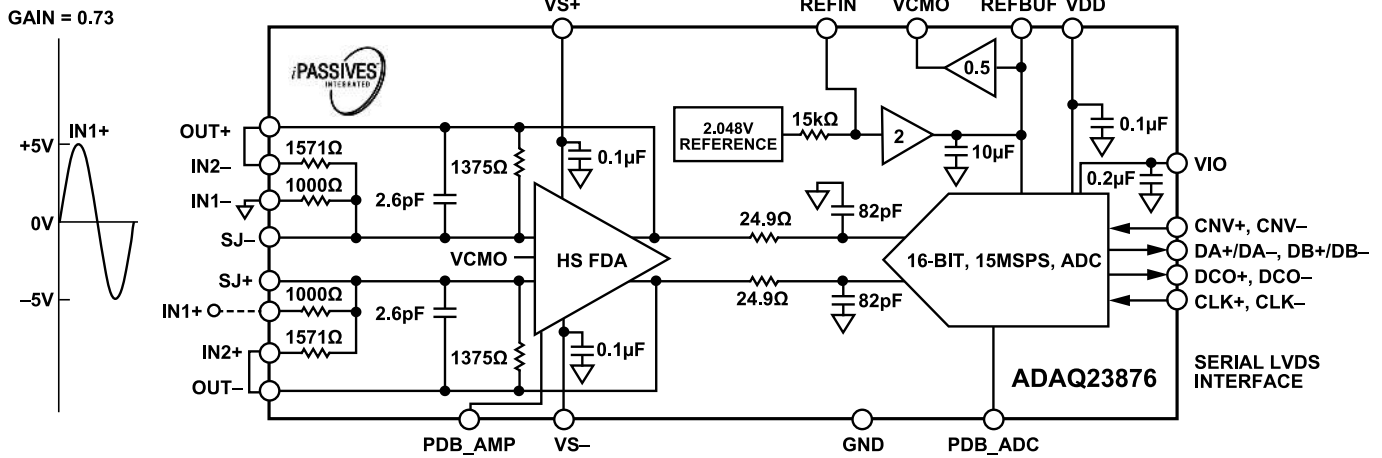 GAIN = 0.73
VS+
REFIN
VCMO
REFBUF
VDD
iPASSIVES
INTEGRATED
0.5
IN1+
+5V
0V
–5V
OUT+
IN2–
IN1–
SJ–
SJ+
IN1+
IN2+
OUT–
1571Ω
1000Ω
2.6pF
1375Ω
0.1µF
2.048V
REFERENCE
15kΩ
2
10µF
0.1µF
0.2µF
VIO
VCMO
HS FDA
24.9Ω
82pF
16-BIT, 15MSPS, ADC
CNV+, CNV–
DA+/DA–, DB+/DB–
DCO+, DCO–
CLK+, CLK–
1000Ω
1571Ω
2.6pF
1375Ω
0.1µF
24.9Ω
82pF
ADAQ23876
SERIAL LVDS
INTERFACE
PDB_AMP
VS–
GND
PDB_ADC